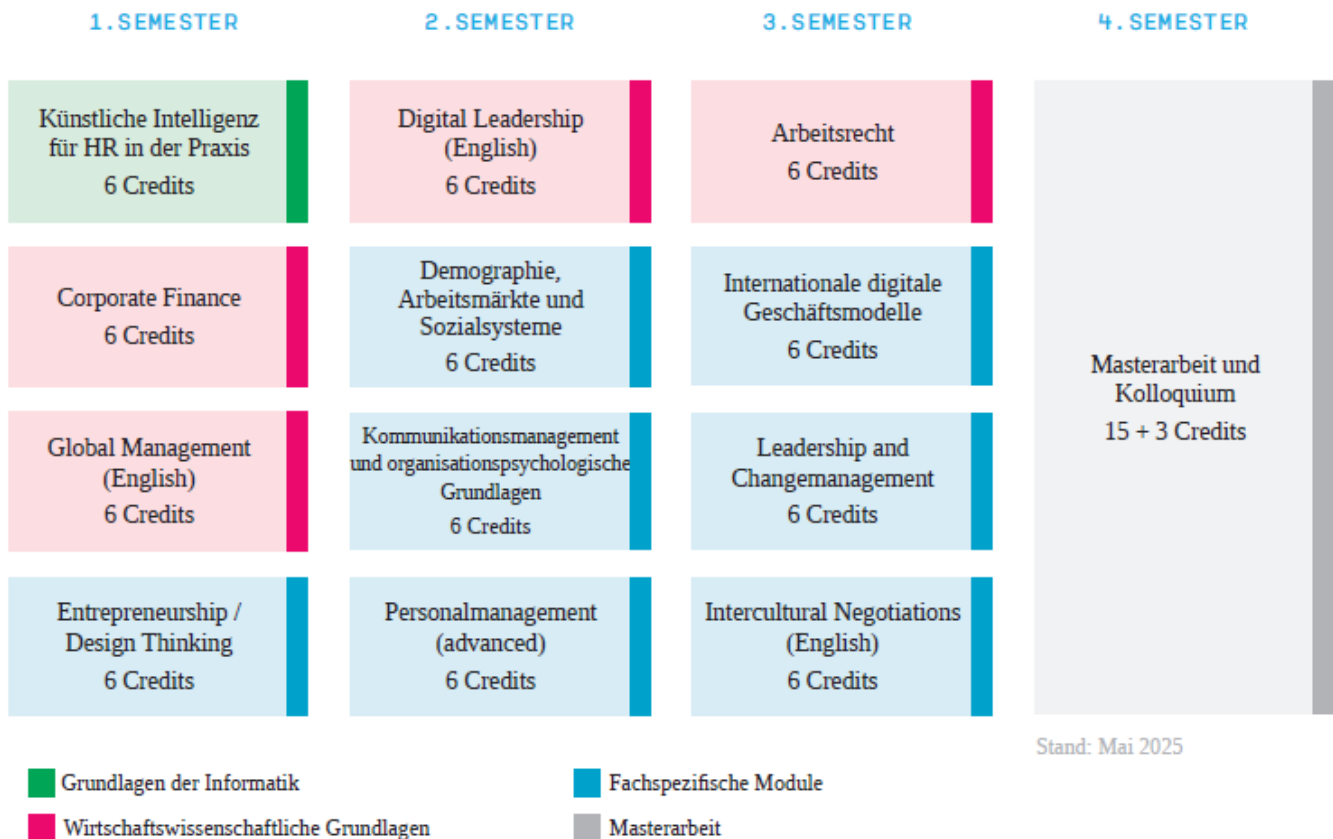 1.SEMESTER
2.SEMESTER
3.SEMESTER
4.SEMESTER
Künstliche Intelligenz
für HR in der Praxis
6 Credits
Digital Leadership
(English)
6 Credits
Arbeitsrecht
6 Credits
Masterarbeit und
Kolloquium
15 + 3 Credits
Corporate Finance
6 Credits
Demographie,
Arbeitsmärkte und
Sozialsysteme
6 Credits
Internationale digitale
Geschäftsmodelle
6 Credits
Global Management
(English)
6 Credits
Kommunikationsmanagement
und organisationspsychologische
Grundlagen
6 Credits
Leadership and
Changemanagement
6 Credits
Entrepreneurship /
Design Thinking
6 Credits
Personalmanagement
(advanced)
6 Credits
Intercultural Negotiations
(English)
6 Credits
Stand: Mai 2025
Grundlagen der Informatik
Fachspezifische Module
Wirtschaftswissenschaftliche Grundlagen
Masterarbeit